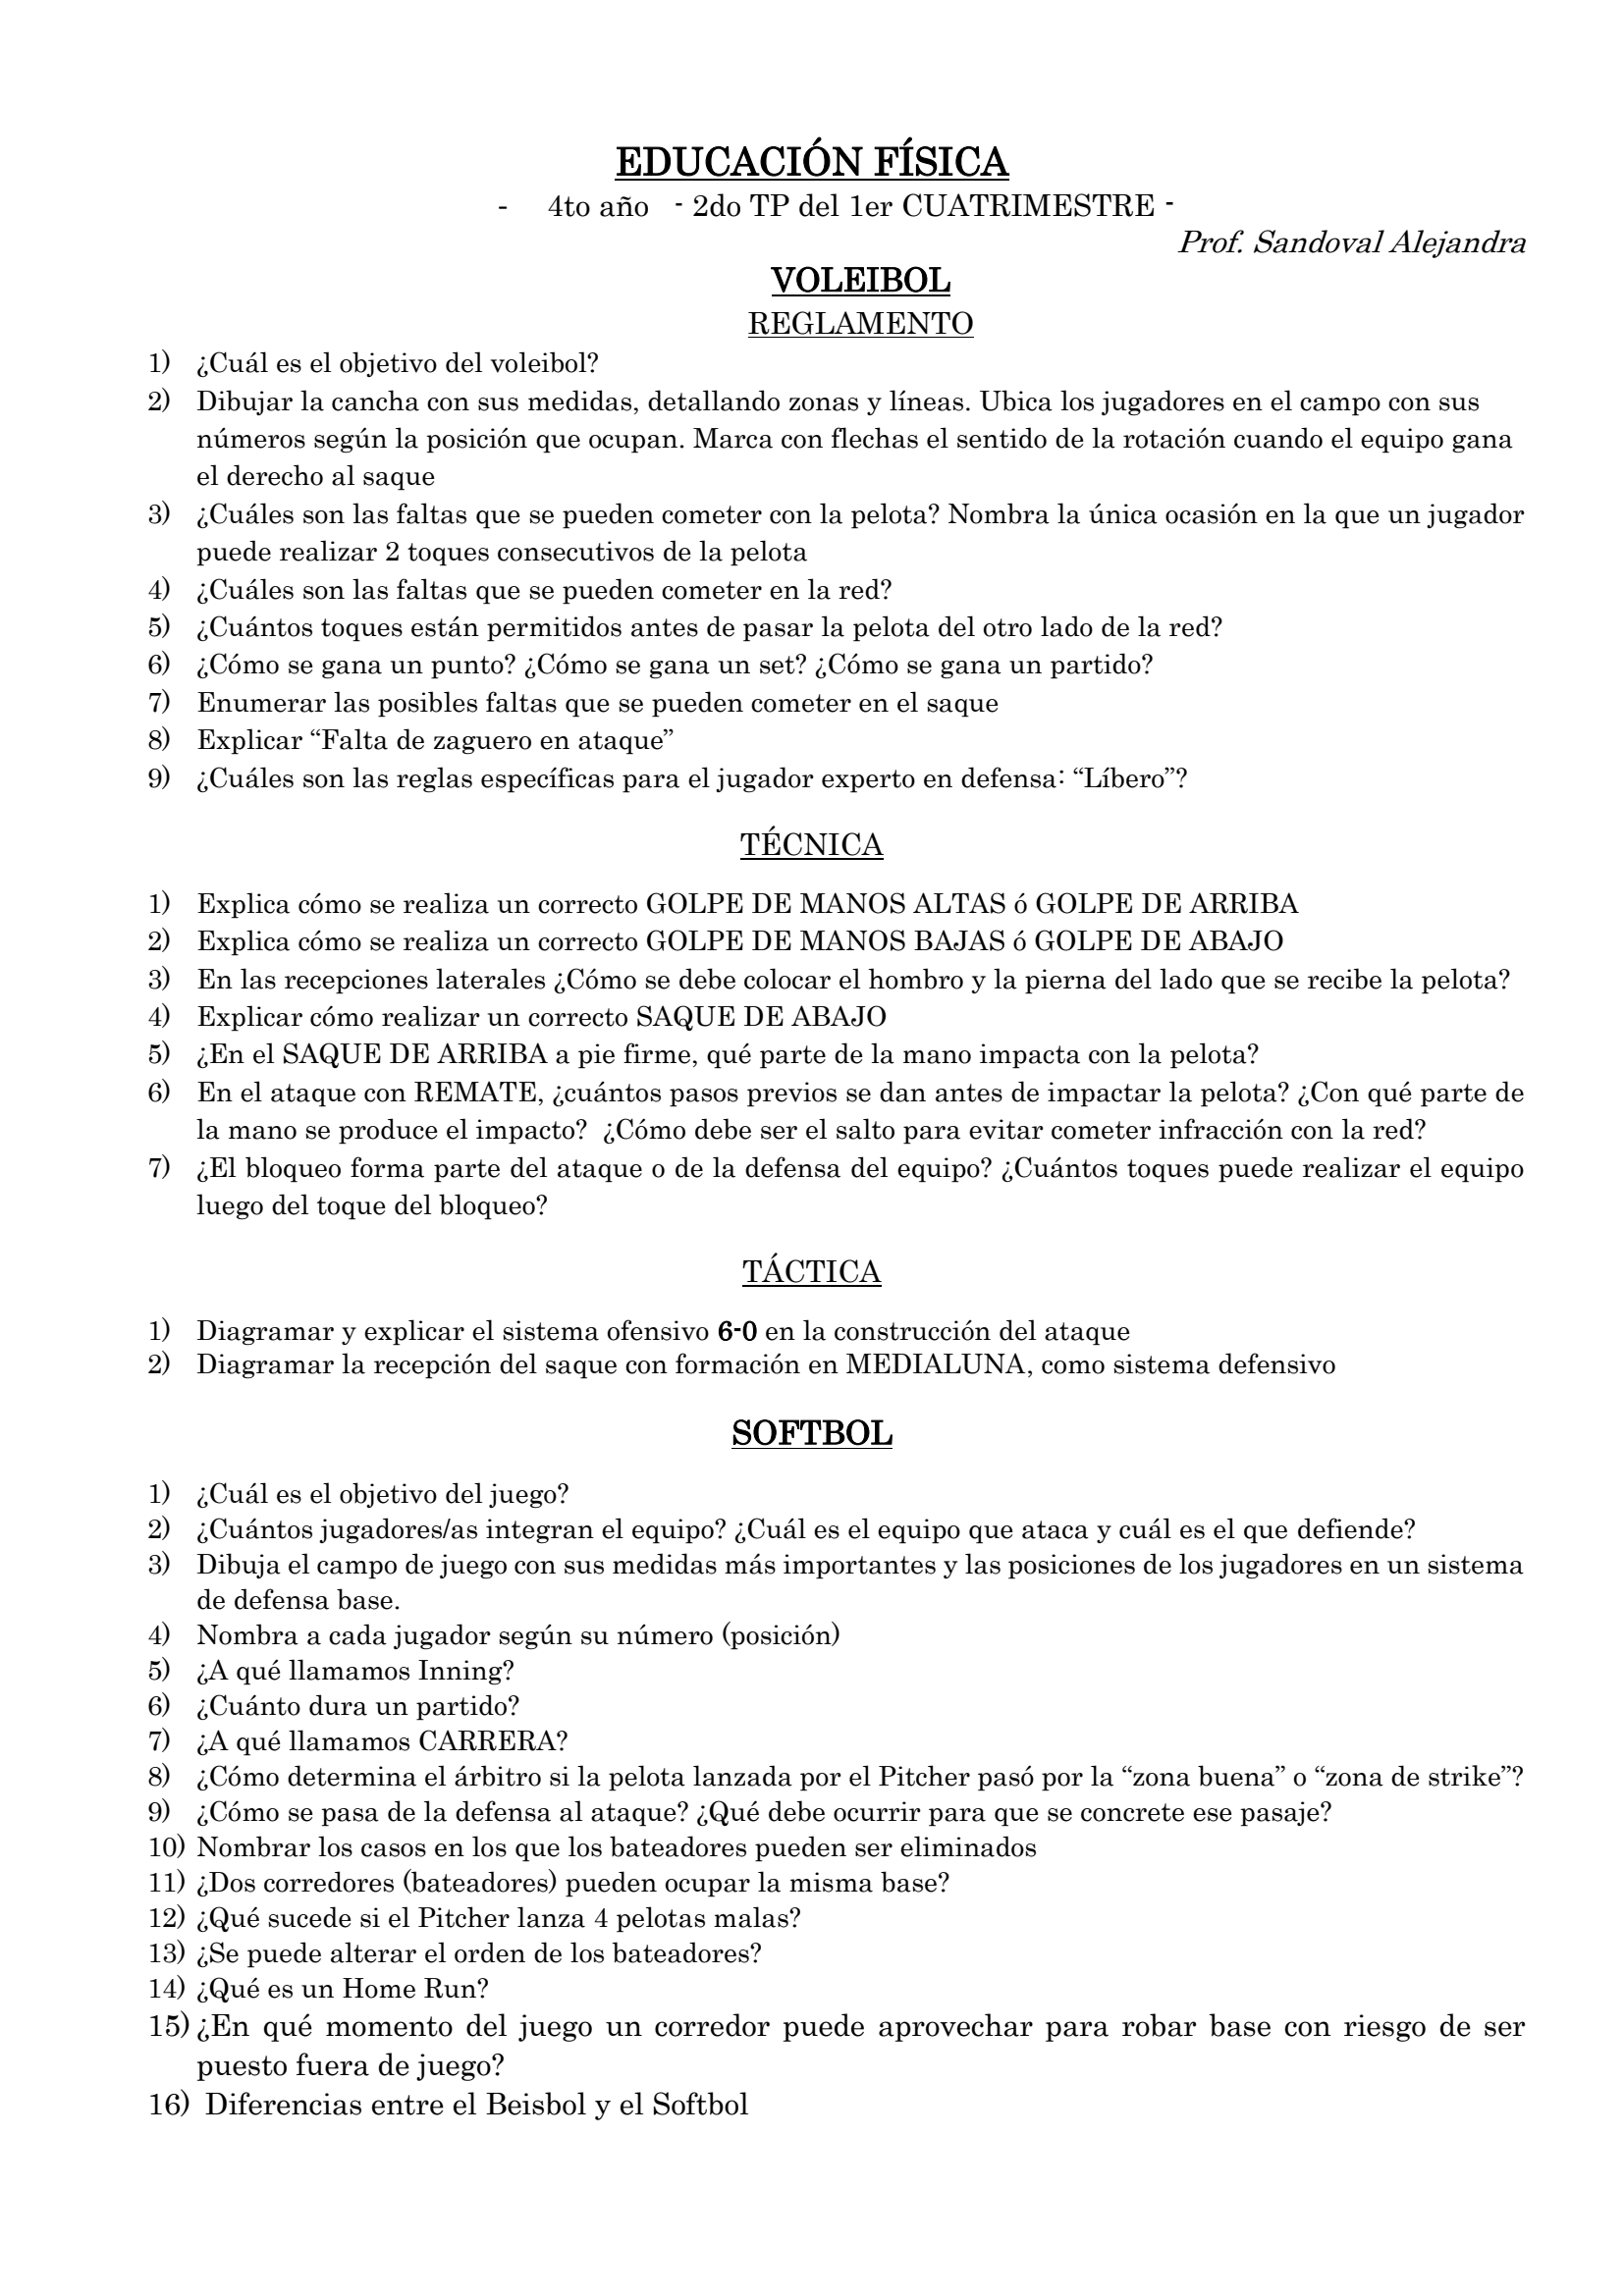 EDUCACIÓN FÍSICA
- 4to año - 2do TP del 1er CUATRIMESTRE -
Prof. Sandoval Alejandra
VOLEIBOL
REGLAMENTO
1) ¿Cuál es el objetivo del voleibol?
2) Dibujar la cancha con sus medidas, detallando zonas y líneas. Ubica los jugadores en el campo con sus
números según la posición que ocupan. Marca con flechas el sentido de la rotación cuando el equipo gana
el derecho al saque
3) ¿Cuáles son las faltas que se pueden cometer con la pelota? Nombra la única ocasión en la que un jugador
puede realizar 2 toques consecutivos de la pelota
4) ¿Cuáles son las faltas que se pueden cometer en la red?
5) ¿Cuántos toques están permitidos antes de pasar la pelota del otro lado de la red?
6) ¿Cómo se gana un punto? ¿Cómo se gana un set? ¿Cómo se gana un partido?
7) Enumerar las posibles faltas que se pueden cometer en el saque
8) Explicar “Falta de zaguero en ataque”
9) ¿Cuáles son las reglas específicas para el jugador experto en defensa: “Líbero”?
TÉCNICA
1) Explica cómo se realiza un correcto GOLPE DE MANOS ALTAS ó GOLPE DE ARRIBA
2) Explica cómo se realiza un correcto GOLPE DE MANOS BAJAS ó GOLPE DE ABAJO
3) En las recepciones laterales ¿Cómo se debe colocar el hombro y la pierna del lado que se recibe la pelota?
4) Explicar cómo realizar un correcto SAQUE DE ABAJO
5) ¿En el SAQUE DE ARRIBA a pie firme, qué parte de la mano impacta con la pelota?
6) En el ataque con REMATE, ¿cuántos pasos previos se dan antes de impactar la pelota? ¿Con qué parte de
la mano se produce el impacto? ¿Cómo debe ser el salto para evitar cometer infracción con la red?
7) ¿El bloqueo forma parte del ataque o de la defensa del equipo? ¿Cuántos toques puede realizar el equipo
luego del toque del bloqueo?
TÁCTICA
1) Diagramar y explicar el sistema ofensivo 6-0 en la construcción del ataque
2) Diagramar la recepción del saque con formación en MEDIALUNA, como sistema defensivo
SOFTBOL
1) ¿Cuál es el objetivo del juego?
2) ¿Cuántos jugadores/as integran el equipo? ¿Cuál es el equipo que ataca y cuál es el que defiende?
3) Dibuja el campo de juego con sus medidas más importantes y las posiciones de los jugadores en un sistema
de defensa base.
4) Nombra a cada jugador según su número (posición)
5) ¿A qué llamamos Inning?
6) ¿Cuánto dura un partido?
7) ¿A qué llamamos CARRERA?
8) ¿Cómo determina el árbitro si la pelota lanzada por el Pitcher pasó por la “zona buena” o “zona de strike”?
9) ¿Cómo se pasa de la defensa al ataque? ¿Qué debe ocurrir para que se concrete ese pasaje?
10) Nombrar los casos en los que los bateadores pueden ser eliminados
11) ¿Dos corredores (bateadores) pueden ocupar la misma base?
12) ¿Qué sucede si el Pitcher lanza 4 pelotas malas?
13) ¿Se puede alterar el orden de los bateadores?
14) ¿Qué es un Home Run?
15) ¿En qué momento del juego un corredor puede aprovechar para robar base con riesgo de ser
puesto fuera de juego?
16) Diferencias entre el Beisbol y el Softbol